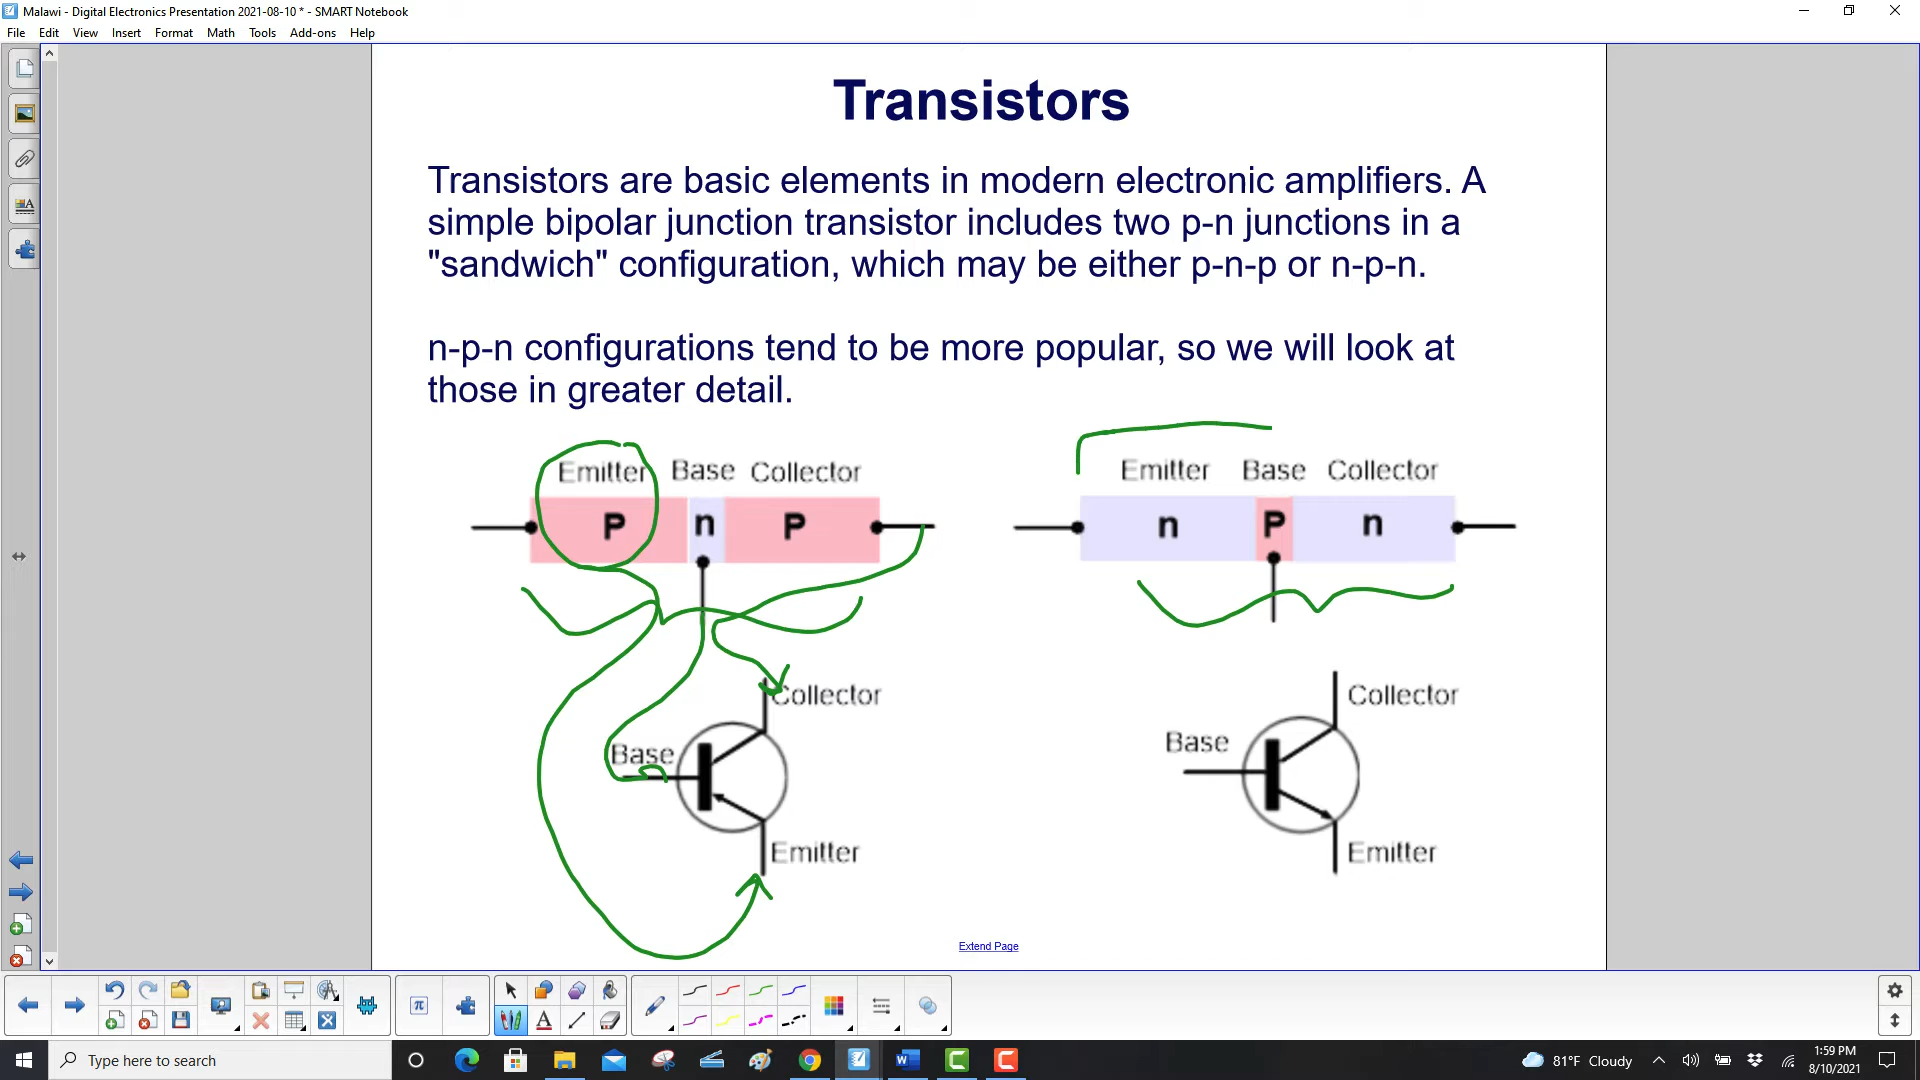 Malawi - Digital Electronics Presentation 2021-08-10 * - SMART Notebook
File Edit View Insert Format Math Tools Add-ons Help
Transistors
Transistors are basic elements in modern electronic amplifiers. A
simple bipolar junction transistor includes two p-n junctions in a
"sandwich" configuration, which may be either p-n-p or n-p-n.
n-p-n configurations tend to be more popular, so we will look at
those in greater detail.
Emitter Base Collector
P n P
Collector
Base
Emitter
Emitter Base Collector
n P n
Collector
Base
Emitter
Extend Page
π
A
Type here to search
81°F Cloudy
1:59 PM
8/10/2021